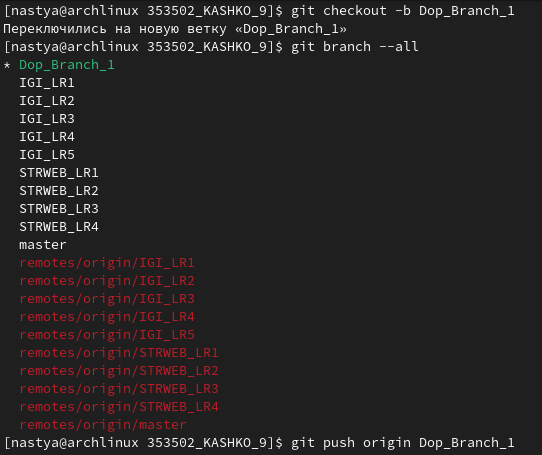 [nastya@archlinux 353502_KASHKO_9]$ git checkout -b Dop_Branch_1
Переключились на новую ветку «Dop_Branch_1»
[nastya@archlinux 353502_KASHKO_9]$ git branch --all
* Dop_Branch_1
  IGI_LR1
  IGI_LR2
  IGI_LR3
  IGI_LR4
  IGI_LR5
  STRWEB_LR1
  STRWEB_LR2
  STRWEB_LR3
  STRWEB_LR4
  master
  remotes/origin/IGI_LR1
  remotes/origin/IGI_LR2
  remotes/origin/IGI_LR3
  remotes/origin/IGI_LR4
  remotes/origin/IGI_LR5
  remotes/origin/STRWEB_LR1
  remotes/origin/STRWEB_LR2
  remotes/origin/STRWEB_LR3
  remotes/origin/STRWEB_LR4
  remotes/origin/master
[nastya@archlinux 353502_KASHKO_9]$ git push origin Dop_Branch_1